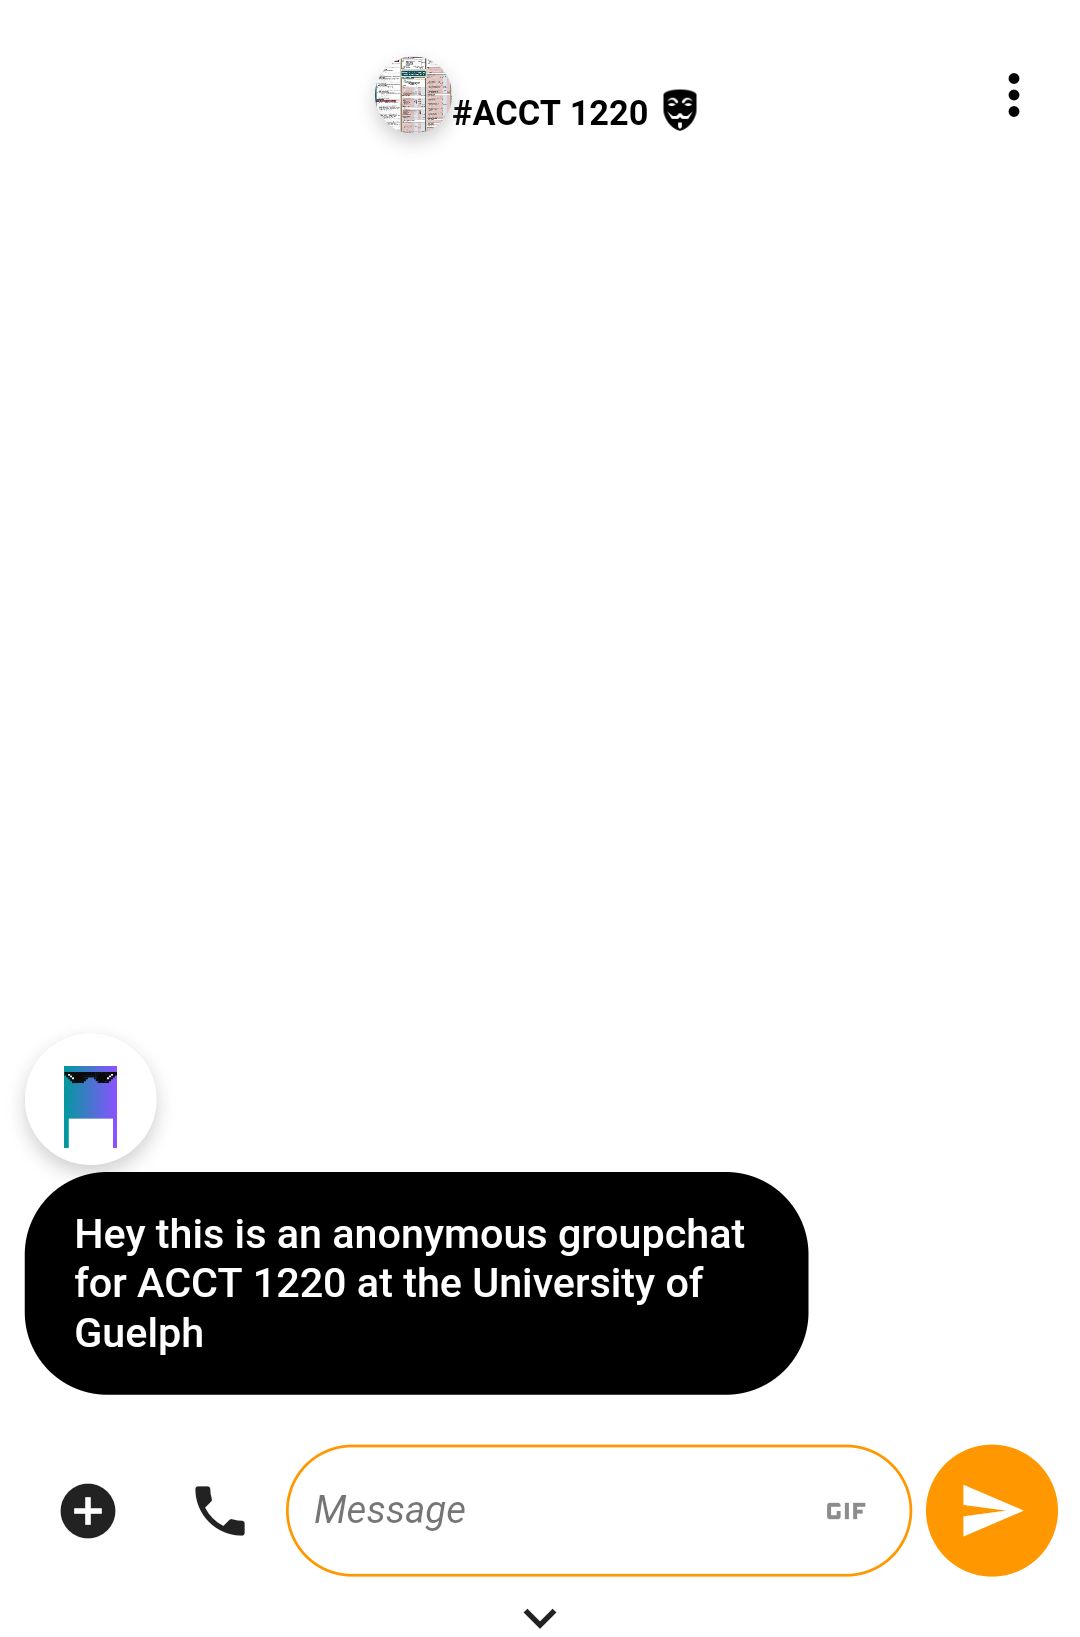 #ACCT 1220
Hey this is an anonymous groupchat
for ACCT 1220 at the University of
Guelph
Message
GIF